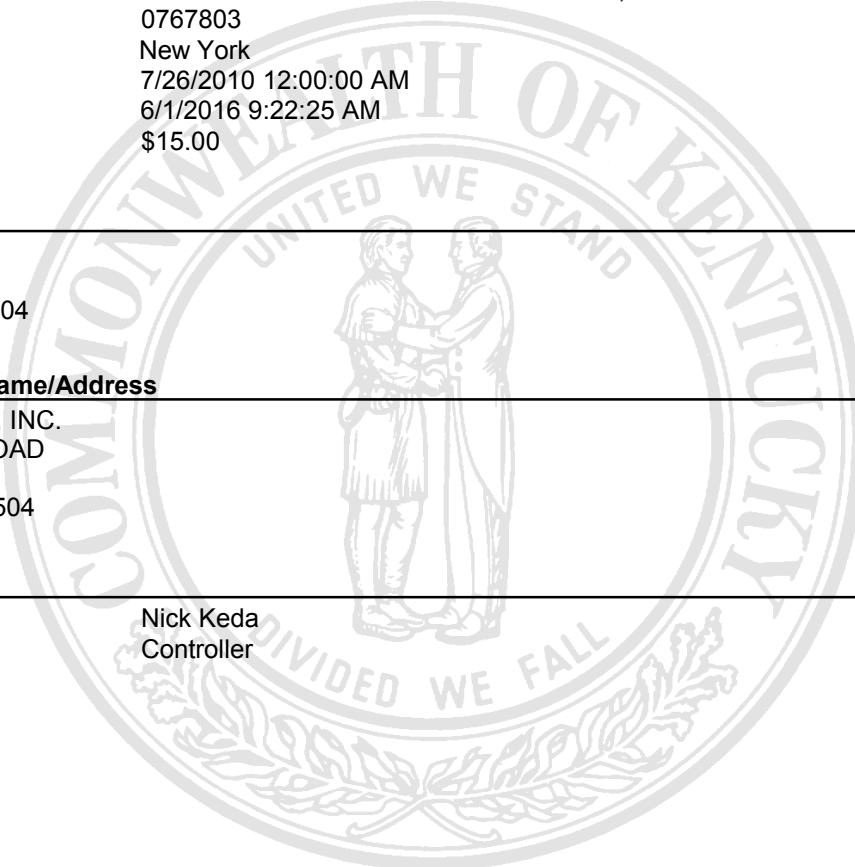 0767803
New York
7/26/2010 12:00:00 AM
6/1/2016 9:22:25 AM
$15.00
COMMONWEALTH OF KENTUCKY
UNITED WE STAND
04
ame/Address
INC.
OAD
504
Nick Keda
Controller
DIVIDED WE FALL